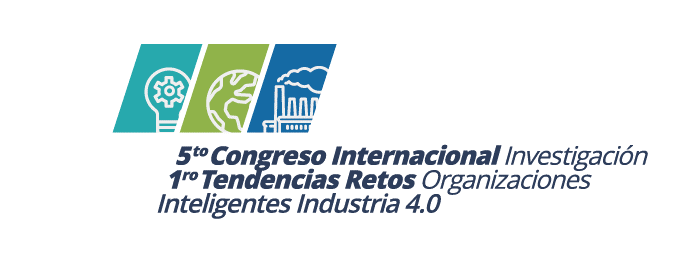 5to Congreso Internacional Investigación
1ro Tendencias Retos Organizaciones
Inteligentes Industria 4.0